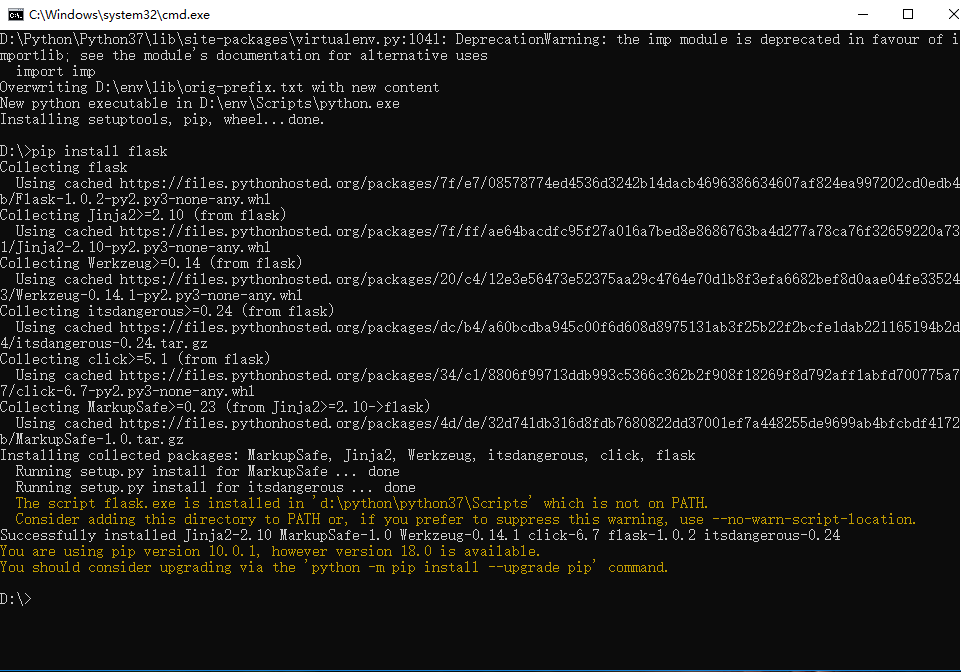 C:\Windows\system32\cmd.exe
D:\Python\Python37\lib\site-packages\virtualenv.py:1041: DeprecationWarning: the imp module is deprecated in favour of i
mportlib; see the module's documentation for alternative uses
  import imp
Overwriting D:\env\lib\orig-prefix.txt with new content
New python executable in D:\env\Scripts\python.exe
Installing setuptools, pip, wheel...done.
D:\>pip install flask
Collecting flask
  Using cached https://files.pythonhosted.org/packages/7f/e7/08578774ed4536d3242b14dacb4696386634607af824ea997202cd0edb4
b/Flask-1.0.2-py2.py3-none-any.whl
Collecting Jinja2>=2.10 (from flask)
  Using cached https://files.pythonhosted.org/packages/7f/ff/ae64bacdfc95f27a016a7bed8e8686763ba4d277a78ca76f32659220a73
1/Jinja2-2.10-py2.py3-none-any.whl
Collecting Werkzeug>=0.14 (from flask)
  Using cached https://files.pythonhosted.org/packages/20/c4/12e3e56473e52375aa29c4764e70d1b8f3efa6682bef8d0aae04fe33524
3/Werkzeug-0.14.1-py2.py3-none-any.whl
Collecting itsdangerous>=0.24 (from flask)
  Using cached https://files.pythonhosted.org/packages/dc/b4/a60bcdba945c00f6d608d8975131ab3f25b22f2bcfe1dab221165194b2d
4/itsdangerous-0.24.tar.gz
Collecting click>=5.1 (from flask)
  Using cached https://files.pythonhosted.org/packages/34/c1/8806f99713ddb993c5366c362b2f908f18269f8d792aff1abfd700775a7
7/click-6.7-py2.py3-none-any.whl
Collecting MarkupSafe>=0.23 (from Jinja2>=2.10->flask)
  Using cached https://files.pythonhosted.org/packages/4d/de/32d741db316d8fdb7680822dd37001ef7a448255de9699ab4bfcbdf4172
b/MarkupSafe-1.0.tar.gz
Installing collected packages: MarkupSafe, Jinja2, Werkzeug, itsdangerous, click, flask
  Running setup.py install for MarkupSafe ... done
  Running setup.py install for itsdangerous ... done
  The script flask.exe is installed in 'd:\python\python37\Scripts' which is not on PATH.
  Consider adding this directory to PATH or, if you prefer to suppress this warning, use --no-warn-script-location.
Successfully installed Jinja2-2.10 MarkupSafe-1.0 Werkzeug-0.14.1 click-6.7 flask-1.0.2 itsdangerous-0.24
You are using pip version 10.0.1, however version 18.0 is available.
You should consider upgrading via the 'python -m pip install --upgrade pip' command.
D:\>